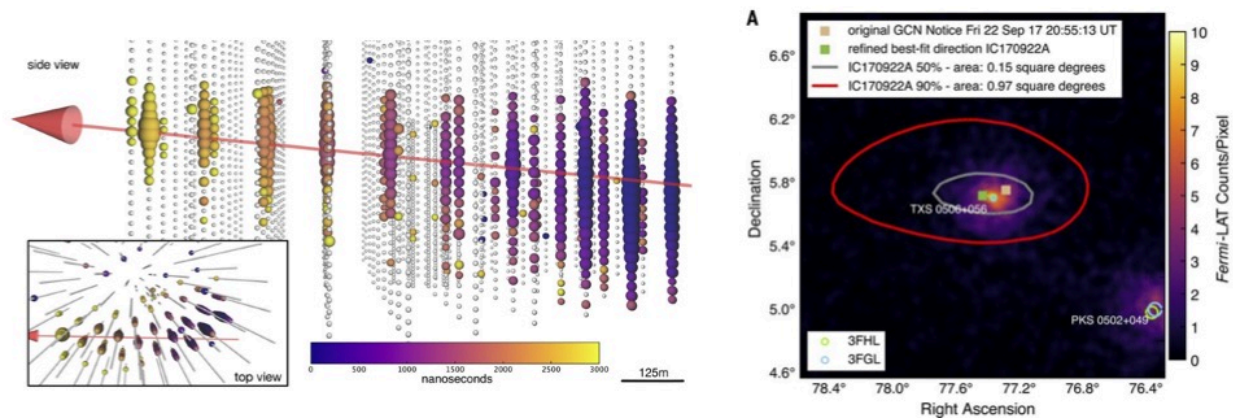 side view
top view
0 500 1000 1500 2000 2500 3000
nanoseconds
125m
A
original GCN Notice Fri 22 Sep 17 20:55:13 UT
refined best-fit direction IC170922A
IC170922A 50% - area: 0.15 square degrees
IC170922A 90% - area: 0.97 square degrees
6.6°
6.2°
5.8°
5.4°
5.0°
4.6°
Declination
TXS 0506+056
PKS 0502+049
3FHL
3FGL
78.4° 78.0° 77.6° 77.2° 76.8° 76.4°
Right Ascension
10
9
8
7
6
5
4
3
2
1
0
Fermi-LAT Counts/Pixel